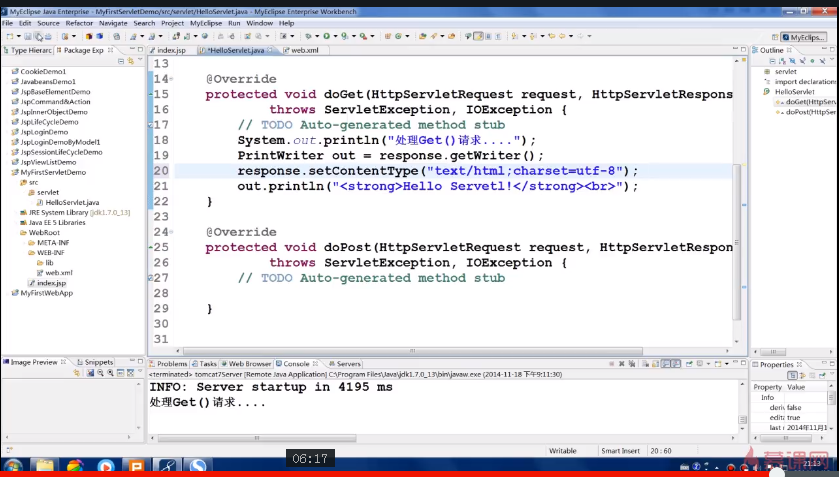 MyEclipse Java Enterprise - MyFirstServletDemo/src/servlet/HelloServlet.java - MyEclipse Enterprise Workbench
File Edit Source Refactor Navigate Search Project MyEclipse Run Window Help
MyEclips...
Type Hierarc Package Exp
index.jsp *HelloServlet.java web.xml
Outline
CookieDemo1
JavabeansDemo1
JspBaseElementDemo
JspCommand&Action
JspInnerObjectDemo
JspLifeCycleDemo
JspLoginDemo
JspLoginDemoByModel1
JspSessionLifeCycleDemo
JspViewListDemo
MyFirstServletDemo
src
servlet
HelloServlet.java
JRE System Library [jdk1.7.0_13]
Java EE 5 Libraries
WebRoot
META-INF
WEB-INF
lib
web.xml
index.jsp
MyFirstWebApp
13
14 @Override
15 protected void doGet(HttpServletRequest request, HttpServletRespons
16 throws ServletException, IOException {
17 // TODO Auto-generated method stub
18 System.out.println("处理Get()请求....");
19 PrintWriter out = response.getWriter();
20 response.setContentType("text/html;charset=utf-8");
21 out.println("<strong>Hello Servetl!</strong><br>");
22 }
23
24 @Override
25 protected void doPost(HttpServletRequest request, HttpServletRespon
26 throws ServletException, IOException {
27 // TODO Auto-generated method stub
28
29 }
30
31
servlet
import declarations
HelloServlet
doGet(HttpServ
doPost(HttpSer
Image Preview Snippets
Problems Tasks Web Browser Console Servers
<terminated> tomcat7Server [Remote Java Application] C:\Program Files\Java\jdk1.7.0_13\bin\javaw.exe (2014-11-18 下午9:11:30)
INFO: Server startup in 4195 ms
处理Get()请求....
Properties
Property Value
Info
deri false
edita true
last r 2014年11月1
Writable Smart Insert 20 : 60
06:17
慕课网
21:13